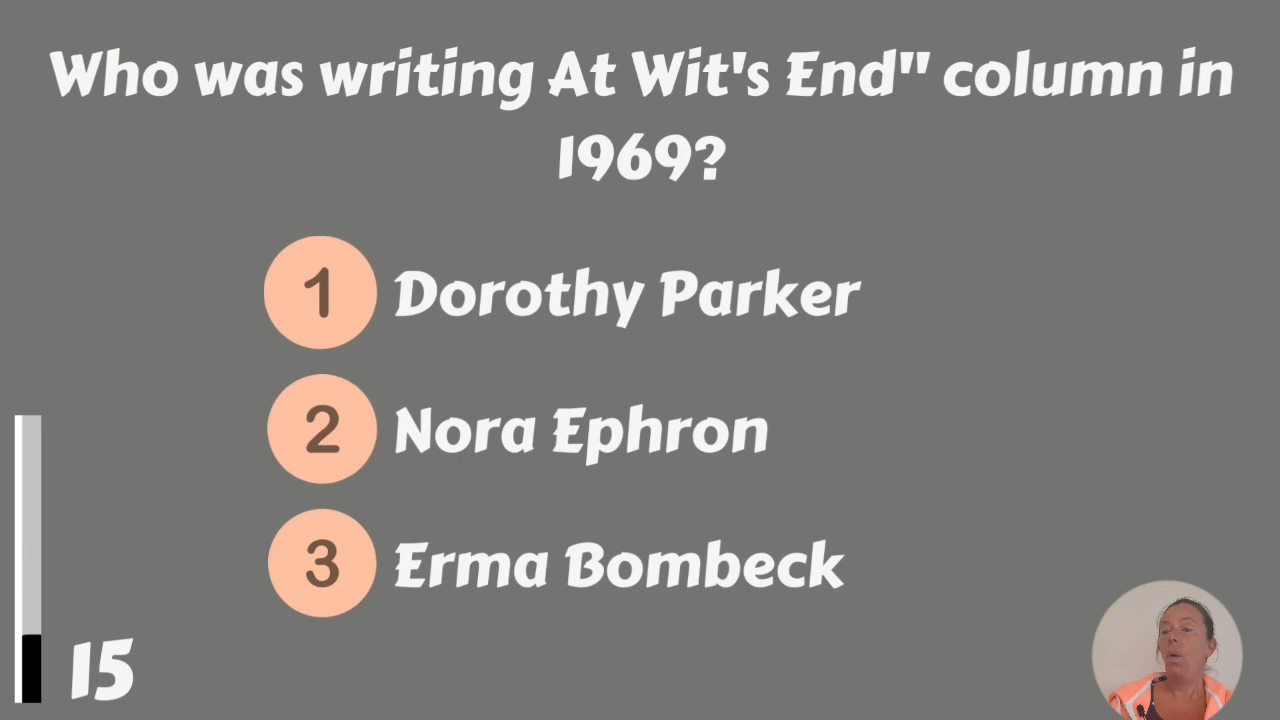 Who was writing At Wit's End" column in
1969?
1 Dorothy Parker
2 Nora Ephron
3 Erma Bombeck
15